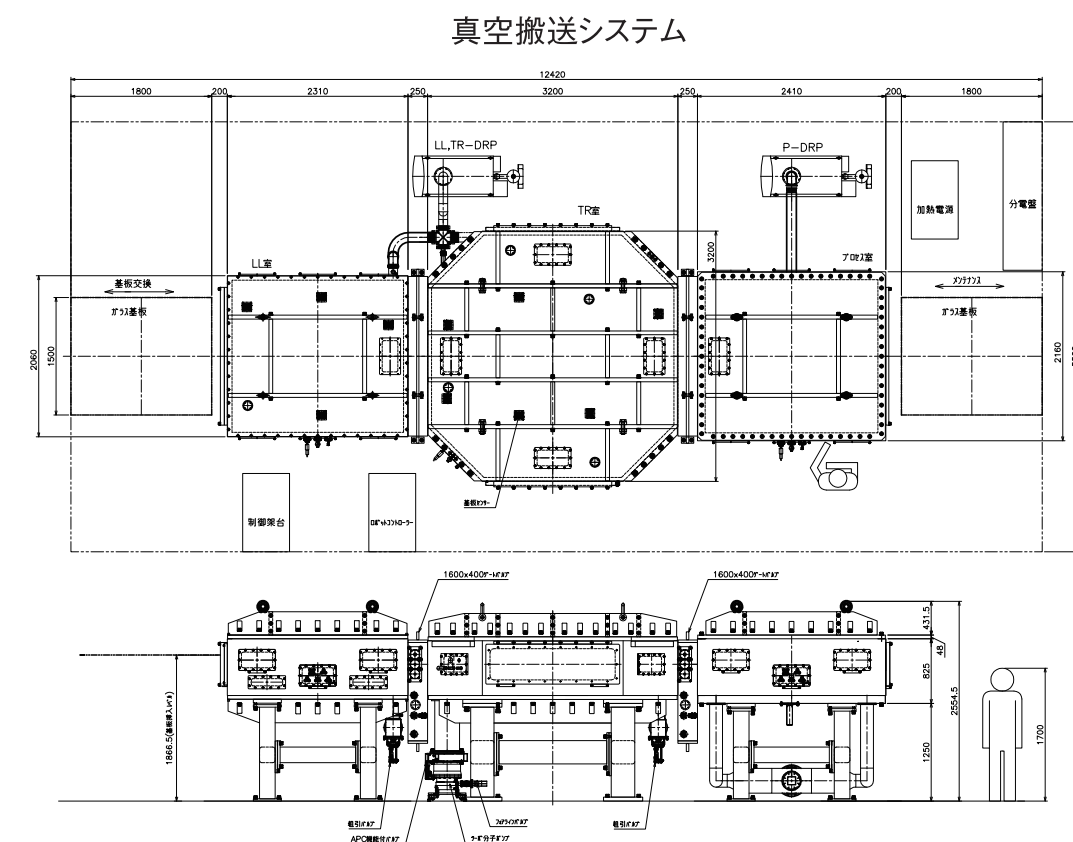 真空搬送システム
12420
1800
200
2310
250
3200
250
2410
200
1800
LL,TR-DRP
P-DRP
加熱電源
分電盤
TR室
3200
LL室
プロセス室
基板交換
メンテナンス
ガラス基板
ガラス基板
2060
1500
2160
基板センサー
制御架台
ロボットコントローラー
1600x400ゲートバルブ
1600x400ゲートバルブ
431.5
48
825
2554.5
1250
1866.5(基板搬入レベル)
1700
粗引バルブ
フォアラインバルブ
粗引バルブ
APC機能付バルブ
ターボ分子ポンプ